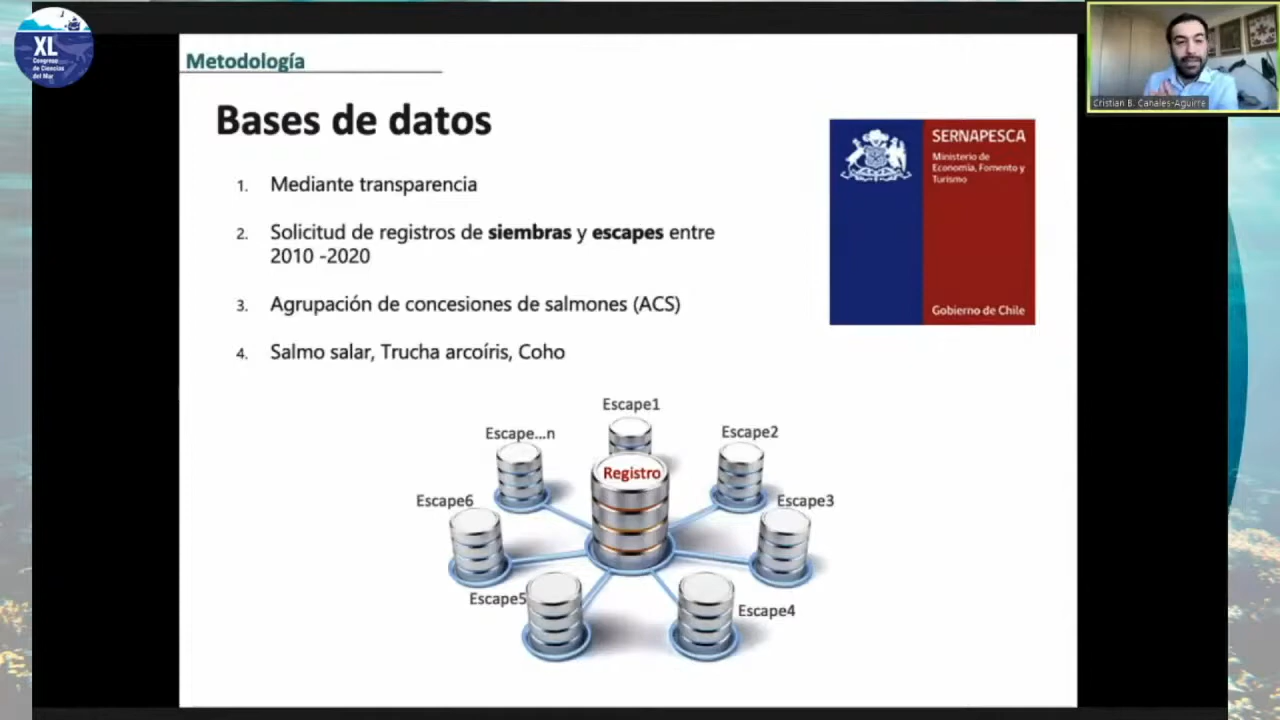 XL
Congreso
de Ciencias
del Mar
Metodología
Bases de datos
1. Mediante transparencia
2. Solicitud de registros de siembras y escapes entre
2010 -2020
3. Agrupación de concesiones de salmones (ACS)
4. Salmo salar, Trucha arcoíris, Coho
SERNAPESCA
Ministerio de
Economía, Fomento y
Turismo
Gobierno de Chile
Escape1
Escape...n
Escape2
Registro
Escape6
Escape3
Escape5
Escape4
Cristian B. Canales-Aguirre